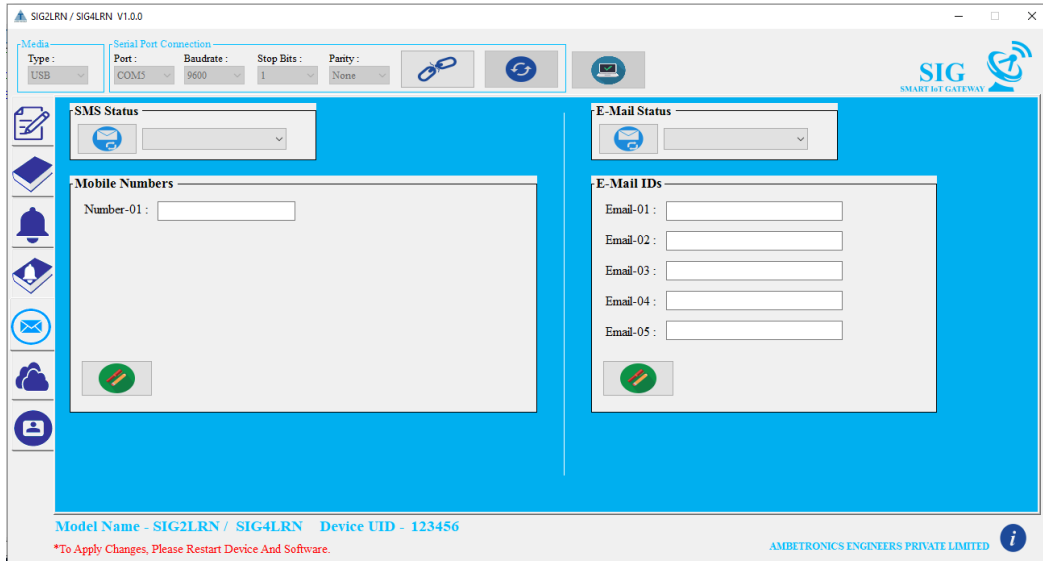 SIG2LRN / SIG4LRN V1.0.0
Media
Type :
USB
Serial Port Connection
Port :
Baudrate :
Stop Bits :
Parity :
COM5
9600
1
None
SIG
SMART IoT GATEWAY
SMS Status
E-Mail Status
Mobile Numbers
Number-01 :
E-Mail IDs
Email-01 :
Email-02 :
Email-03 :
Email-04 :
Email-05 :
Model Name - SIG2LRN / SIG4LRN Device UID - 123456
*To Apply Changes, Please Restart Device And Software.
AMBETRONICS ENGINEERS PRIVATE LIMITED
i